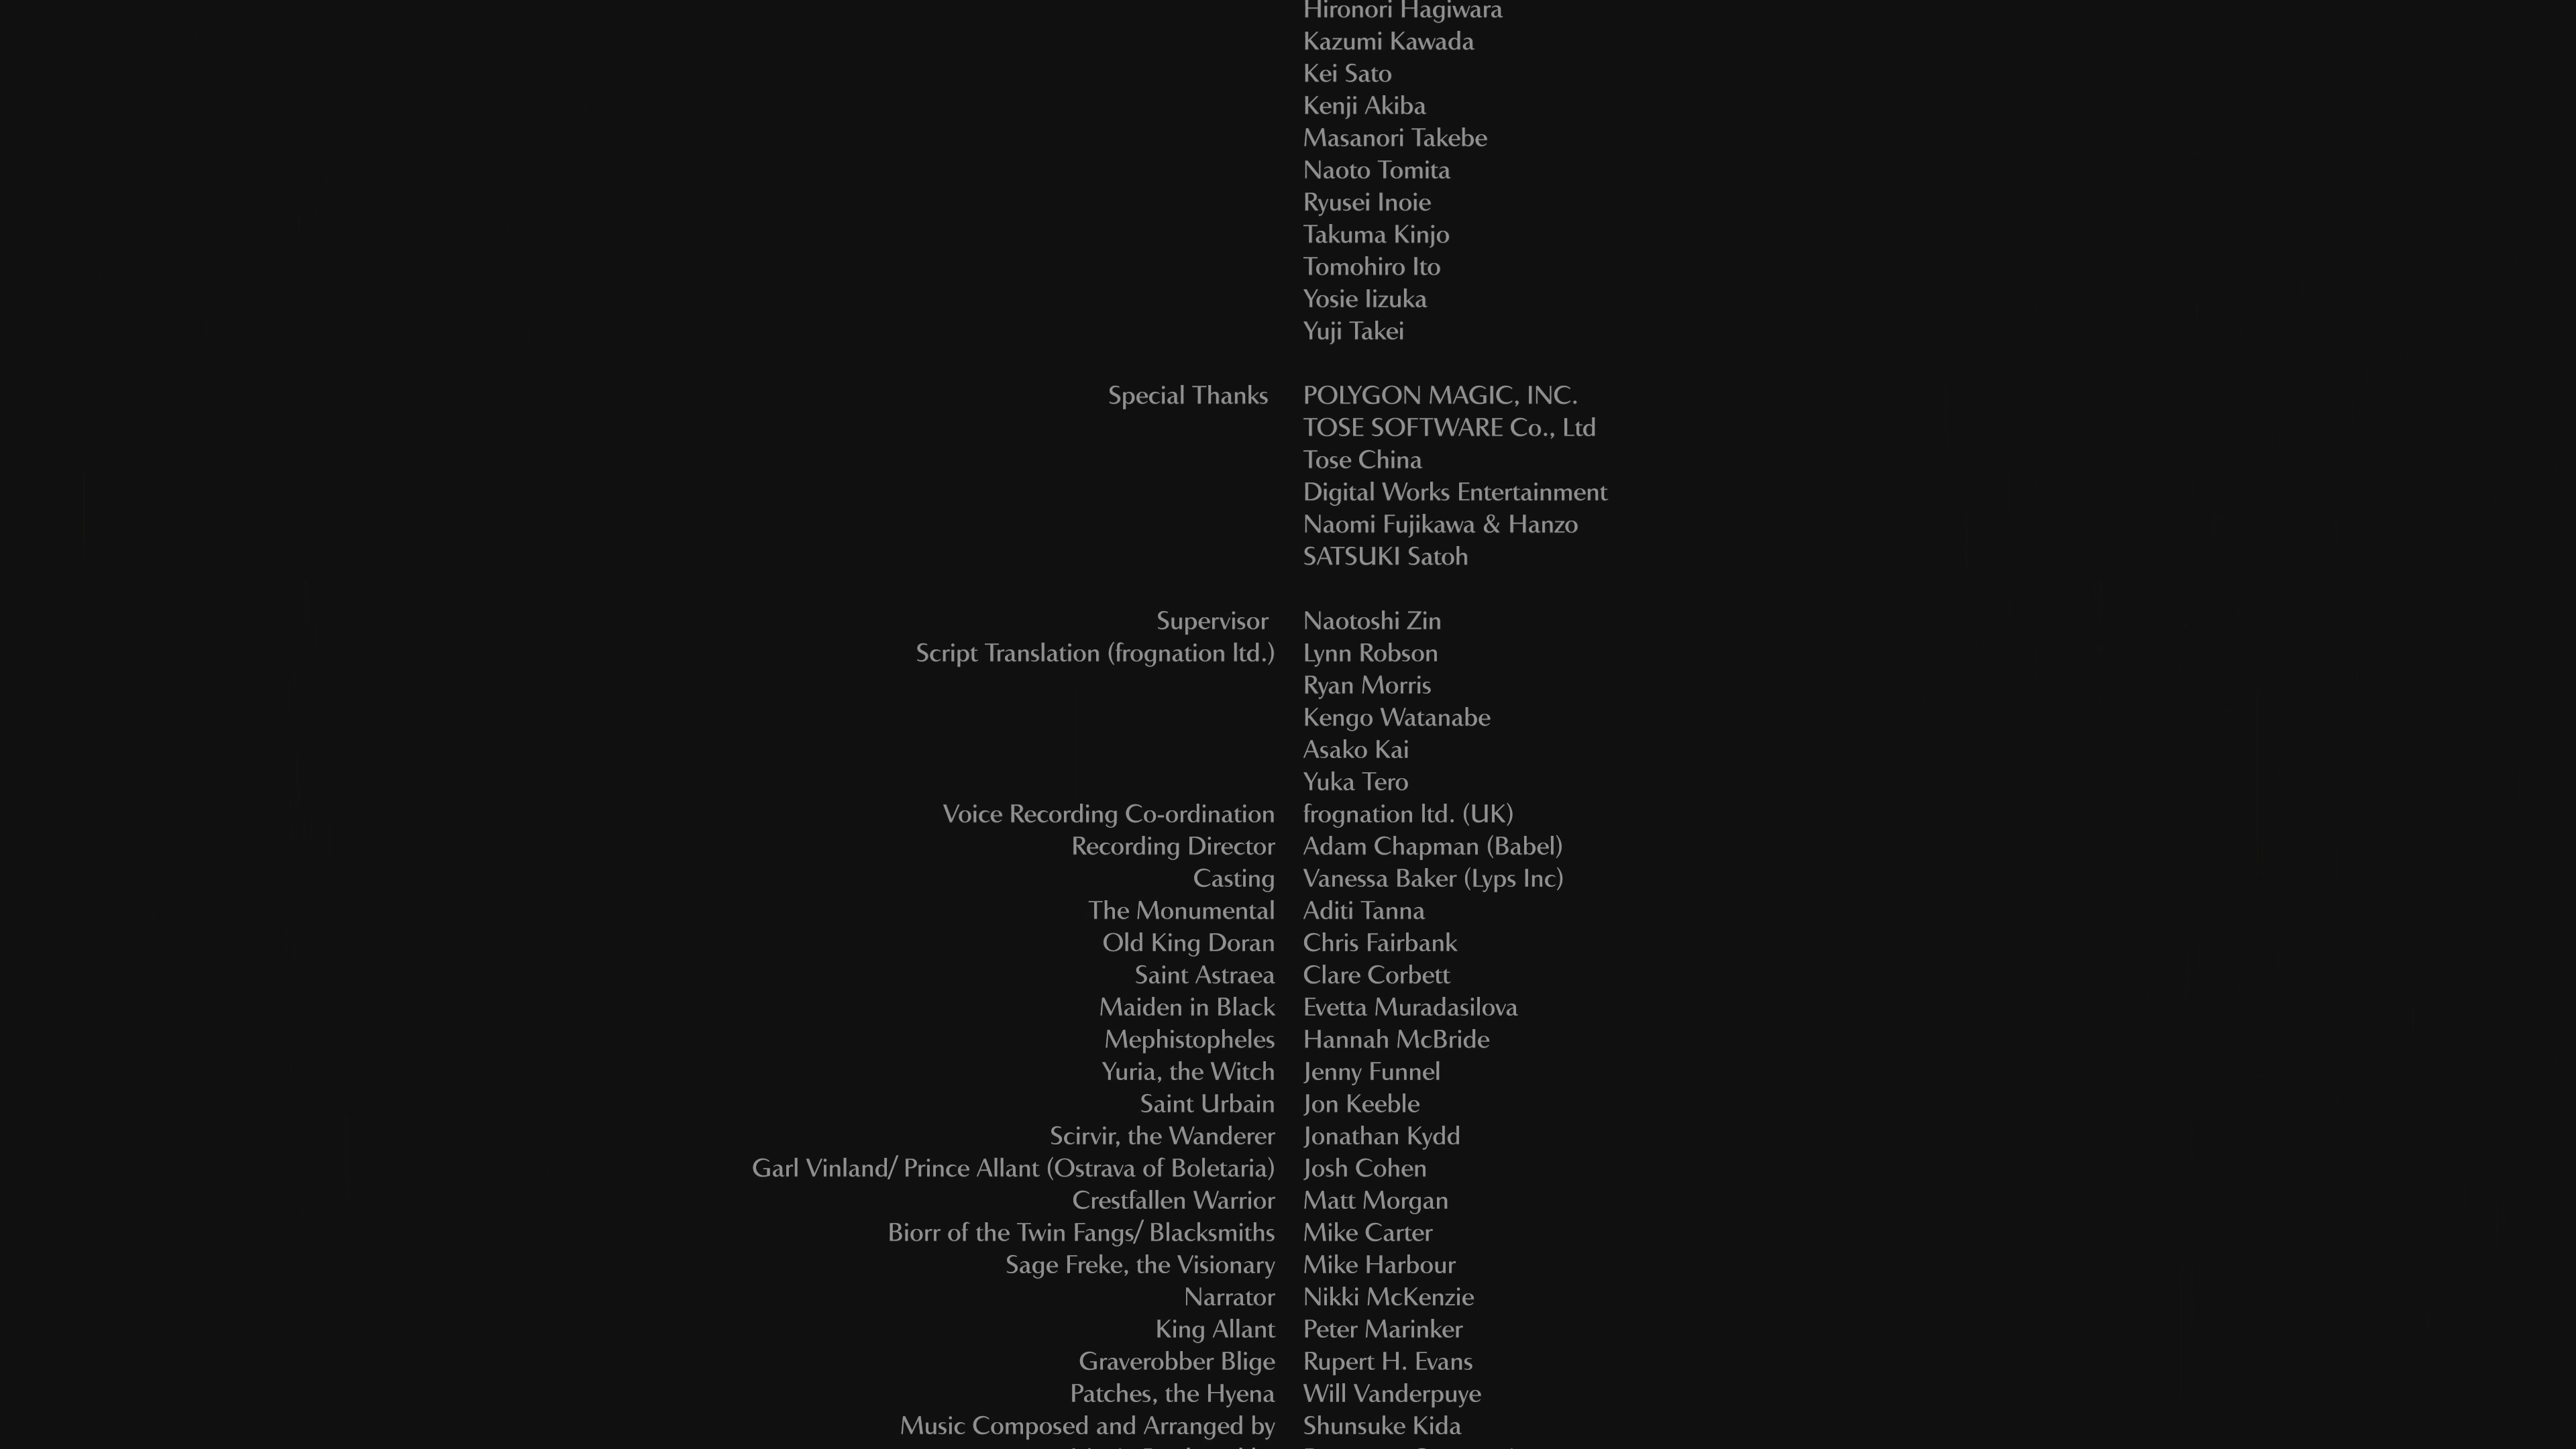 Hironori Hagiwara
Kazumi Kawada
Kei Sato
Kenji Akiba
Masanori Takebe
Naoto Tomita
Ryusei Inoie
Takuma Kinjo
Tomohiro Ito
Yosie Iizuka
Yuji Takei
Special Thanks POLYGON MAGIC, INC.
TOSE SOFTWARE Co., Ltd
Tose China
Digital Works Entertainment
Naomi Fujikawa & Hanzo
SATSUKI Satoh
Supervisor Naotoshi Zin
Script Translation (frognation ltd.) Lynn Robson
Ryan Morris
Kengo Watanabe
Asako Kai
Yuka Tero
Voice Recording Co-ordination frognation ltd. (UK)
Recording Director Adam Chapman (Babel)
Casting Vanessa Baker (Lyps Inc)
The Monumental Aditi Tanna
Old King Doran Chris Fairbank
Saint Astraea Clare Corbett
Maiden in Black Evetta Muradasilova
Mephistopheles Hannah McBride
Yuria, the Witch Jenny Funnel
Saint Urbain Jon Keeble
Scirvir, the Wanderer Jonathan Kydd
Garl Vinland/ Prince Allant (Ostrava of Boletaria) Josh Cohen
Crestfallen Warrior Matt Morgan
Biorr of the Twin Fangs/ Blacksmiths Mike Carter
Sage Freke, the Visionary Mike Harbour
Narrator Nikki McKenzie
King Allant Peter Marinker
Graverobber Blige Rupert H. Evans
Patches, the Hyena Will Vanderpuye
Music Composed and Arranged by Shunsuke Kida